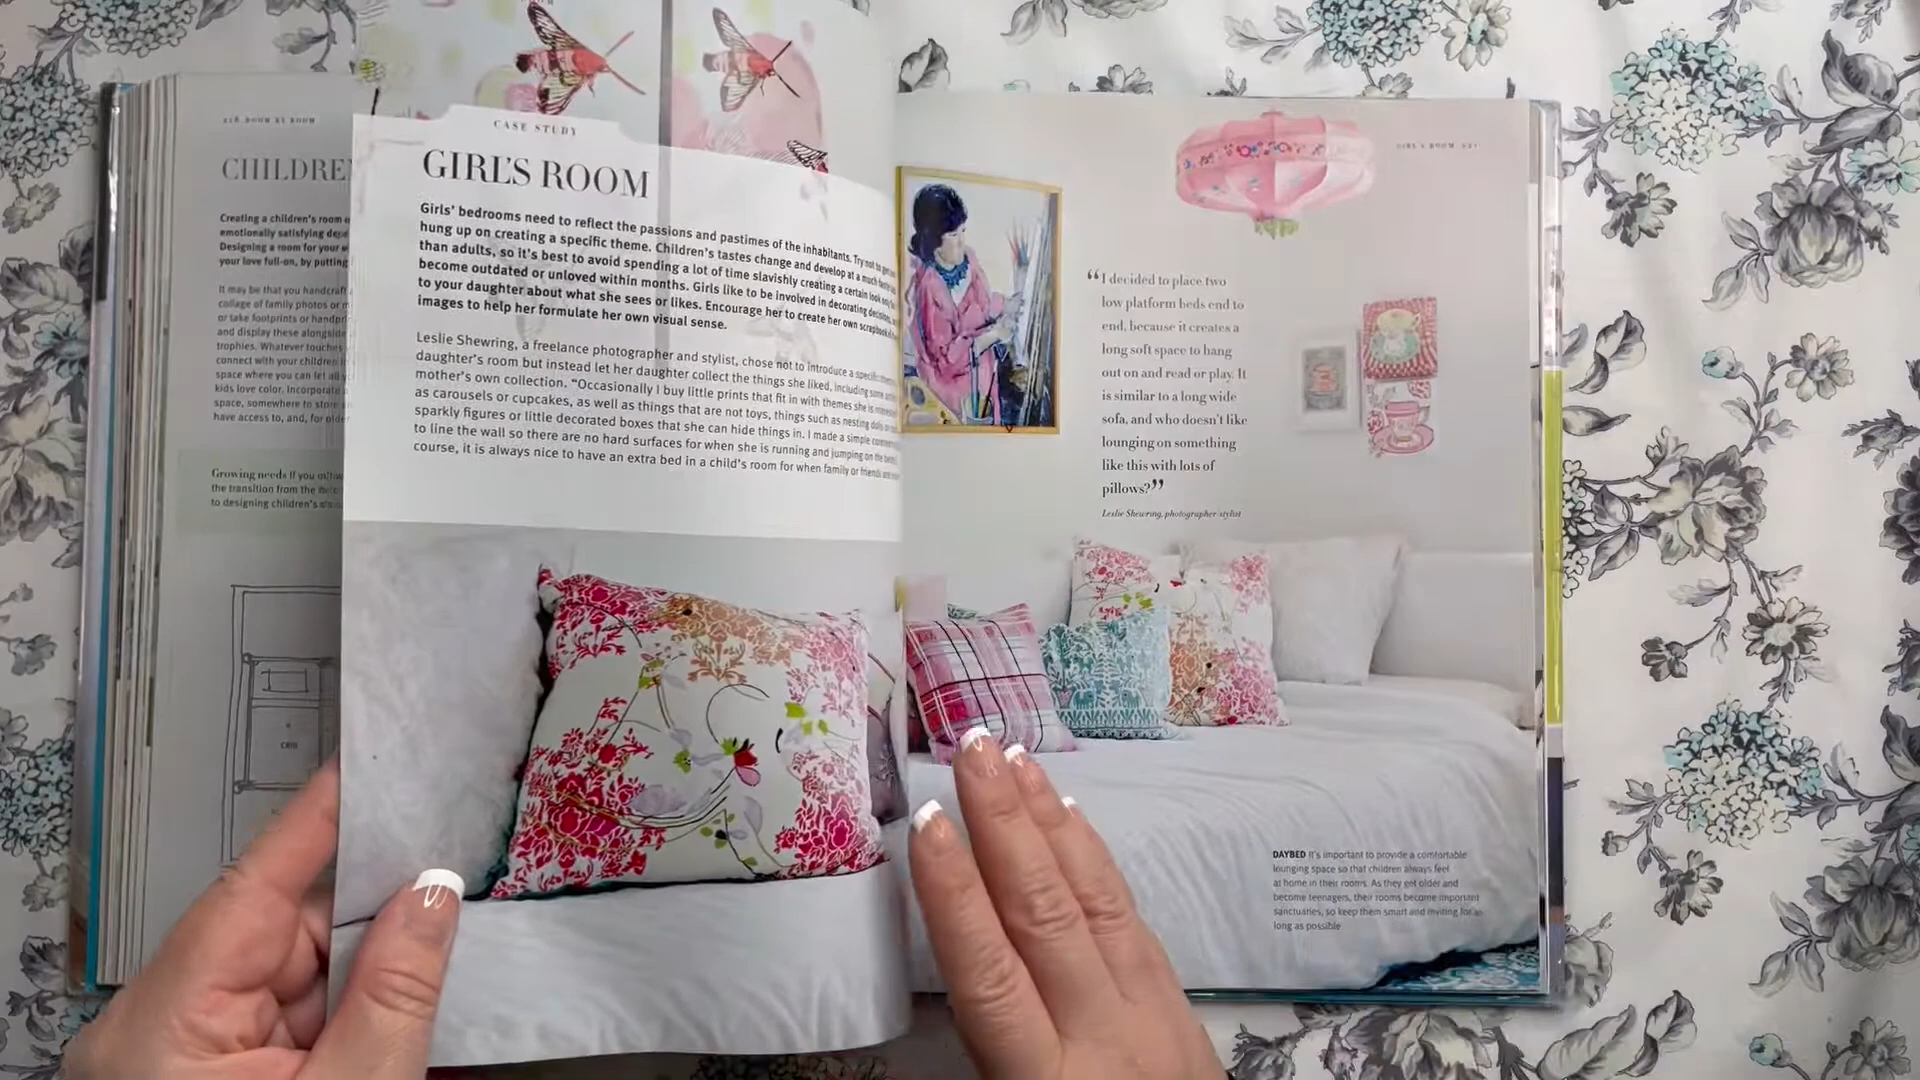 ROOM BY ROOM
CHILDRE
Creating a children's room
emotionally satisfying
Designing a room for your
your love full-on, by putting
It may be that you handcraft
collage of family photos or
or take footprints or
and display these alongside
trophies. Whatever touches
connect with your children
space where you can let
kids love color. Incorporate
space, somewhere to store
have access to, and, for older
Growing needs If you
the transition from the
to designing children's
CRIB
CASE STUDY
GIRL'S ROOM
Girls' bedrooms need to reflect the passions and pastimes of the inhabitants. Try not to get
hung up on creating a specific theme. Children's tastes change and develop at a much
than adults, so it's best to avoid spending a lot of time slavishly creating a certain look
become outdated or unloved within months. Girls like to be involved in decorating decisions,
to your daughter about what she sees or likes. Encourage her to create her own scrapbook
images to help her formulate her own visual sense.
Leslie Shewring, a freelance photographer and stylist, chose not to introduce a specific
daughter's room but instead let her daughter collect the things she liked, including some
mother's own collection. "Occasionally I buy little prints that fit in with themes she is
as carousels or cupcakes, as well as things that are not toys, things such as nesting dolls
sparkly figures or little decorated boxes that she can hide things in. I made a simple
to line the wall so there are no hard surfaces for when she is running and jumping on the
course, it is always nice to have an extra bed in a child's room for when family or friends
GIRL'S ROOM
“I decided to place two
low platform beds end to
end, because it creates a
long soft space to hang
out on and read or play. It
is similar to a long wide
sofa, and who doesn't like
lounging on something
like this with lots of
pillows?”
Leslie Shewring, photographer/stylist
DAYBED It's important to provide a comfortable
lounging space so that children always feel
at home in their rooms. As they get older and
become teenagers, their rooms become important
sanctuaries, so keep them smart and inviting for as
long as possible